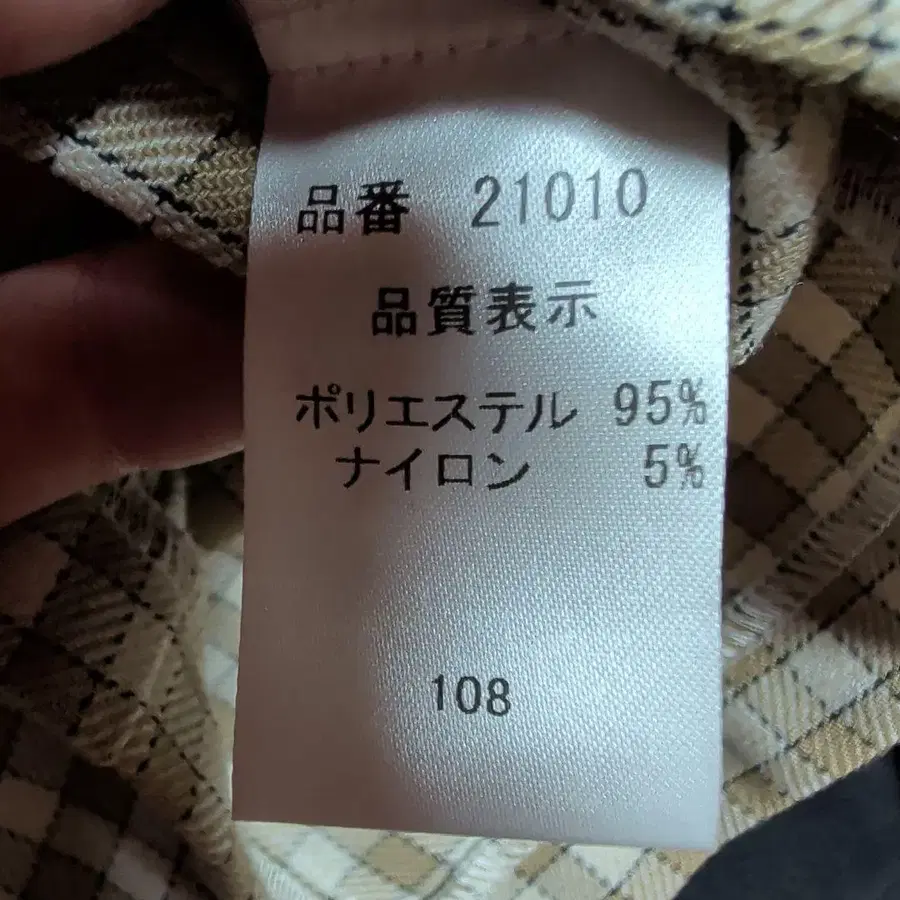 品番 21010
品質表示
ポリエステル 95%
ナイロン 5%
108